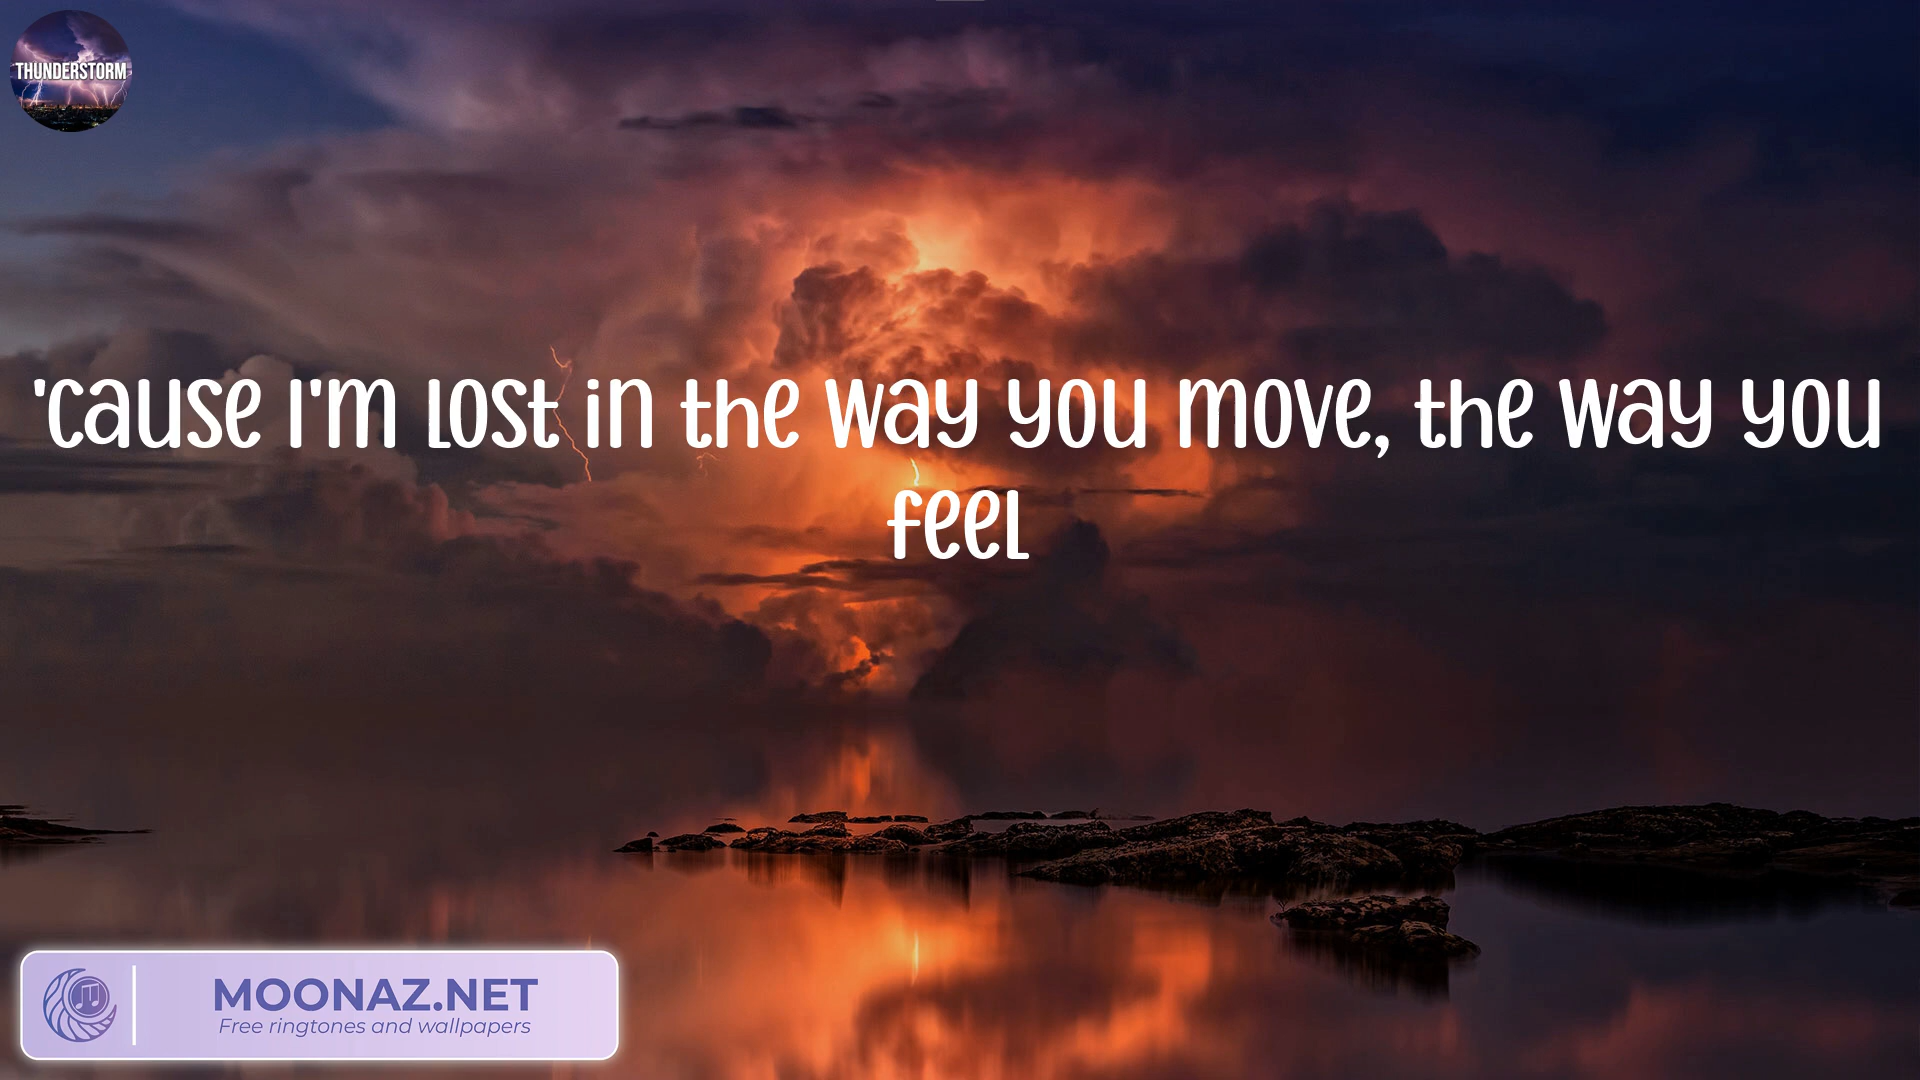 THUNDERSTORM
'cause I'm lost in the way you move, the way you
feel
MOONAZ.NET
Free ringtones and wallpapers